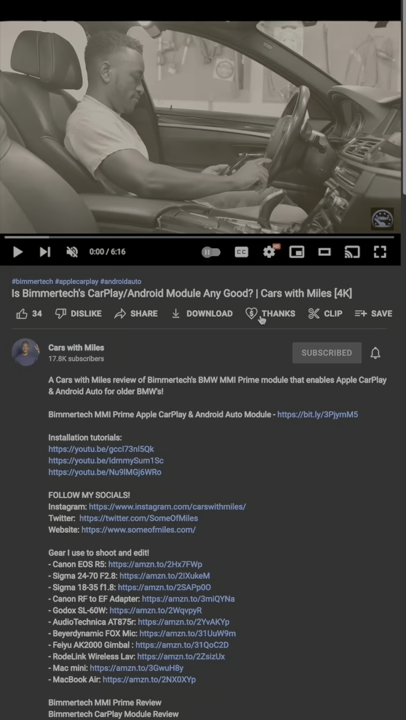 0:00 / 6:16
CC
#bimmertech #applecarplay #androidauto
Is Bimmertech's CarPlay/Android Module Any Good? | Cars with Miles [4K]
34 DISLIKE SHARE DOWNLOAD THANKS CLIP SAVE
Cars with Miles
17.8K subscribers
SUBSCRIBED
A Cars with Miles review of Bimmertech's BMW MMI Prime module that enables Apple CarPlay
& Android Auto for older BMW's!
Bimmertech MMI Prime Apple CarPlay & Android Auto Module - https://bit.ly/3PjymM5
Installation tutorials:
https://youtu.be/gccI73nl5Qk
https://youtu.be/IdmmySum1Sc
https://youtu.be/Nu9lMGj6WRo
FOLLOW MY SOCIALS!
Instagram: https://www.instagram.com/carswithmiles/
Twitter: https://twitter.com/SomeOfMiles
Website: https://www.someofmiles.com/
Gear I use to shoot and edit!
- Canon EOS R5: https://amzn.to/2Hx7FWp
- Sigma 24-70 F2.8: https://amzn.to/2IXukeM
- Sigma 18-35 f1.8: https://amzn.to/2SAPp0O
- Canon RF to EF Adapter: https://amzn.to/3miQYNa
- Godox SL-60W: https://amzn.to/2WqvpyR
- AudioTechnica AT875r: https://amzn.to/2YvAKYp
- Beyerdynamic FOX Mic: https://amzn.to/31UuW9m
- Feiyu AK2000 Gimbal : https://amzn.to/31QoC2D
- RodeLink Wireless Lav: https://amzn.to/2ZsizUx
- Mac mini: https://amzn.to/3GwuH8y
- MacBook Air: https://amzn.to/2NX0XYp
Bimmertech MMI Prime Review
Bimmertech CarPlay Module Review